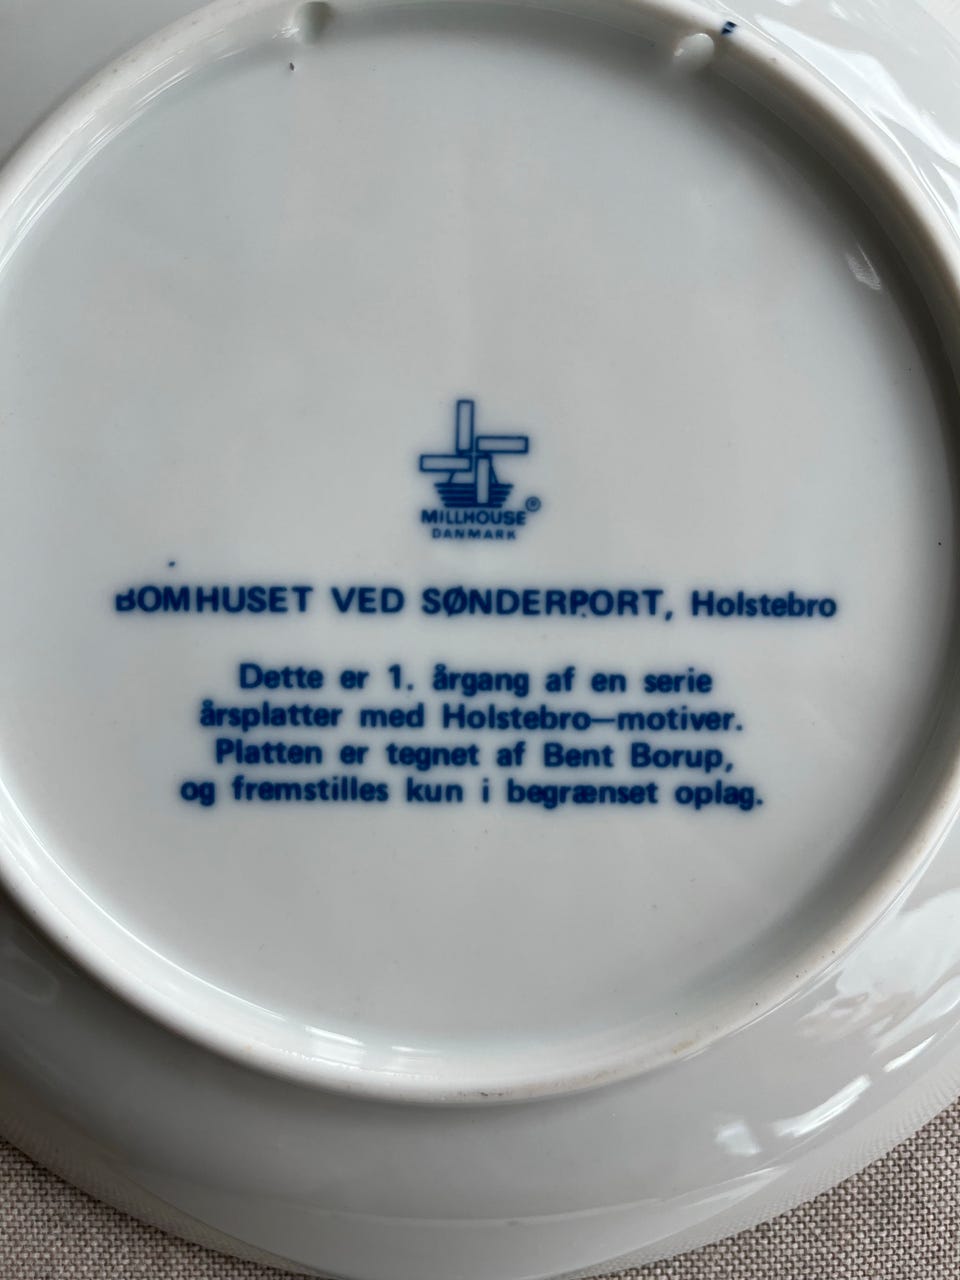 MILLHOUSE®
DANMARK
BOMHUSET VED SØNDERPORT, Holstebro
Dette er 1. årgang af en serie
årsplatter med Holstebro—motiver.
Platten er tegnet af Bent Borup,
og fremstilles kun i begrænset oplag.